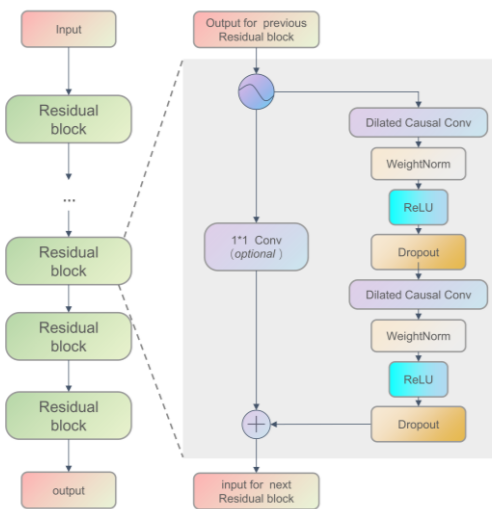 Input
Residual
block
...
Residual
block
Residual
block
Residual
block
output
Output for previous
Residual block
Dilated Causal Conv
WeightNorm
ReLU
Dropout
Dilated Causal Conv
WeightNorm
ReLU
Dropout
1*1 Conv
(optional )
input for next
Residual block